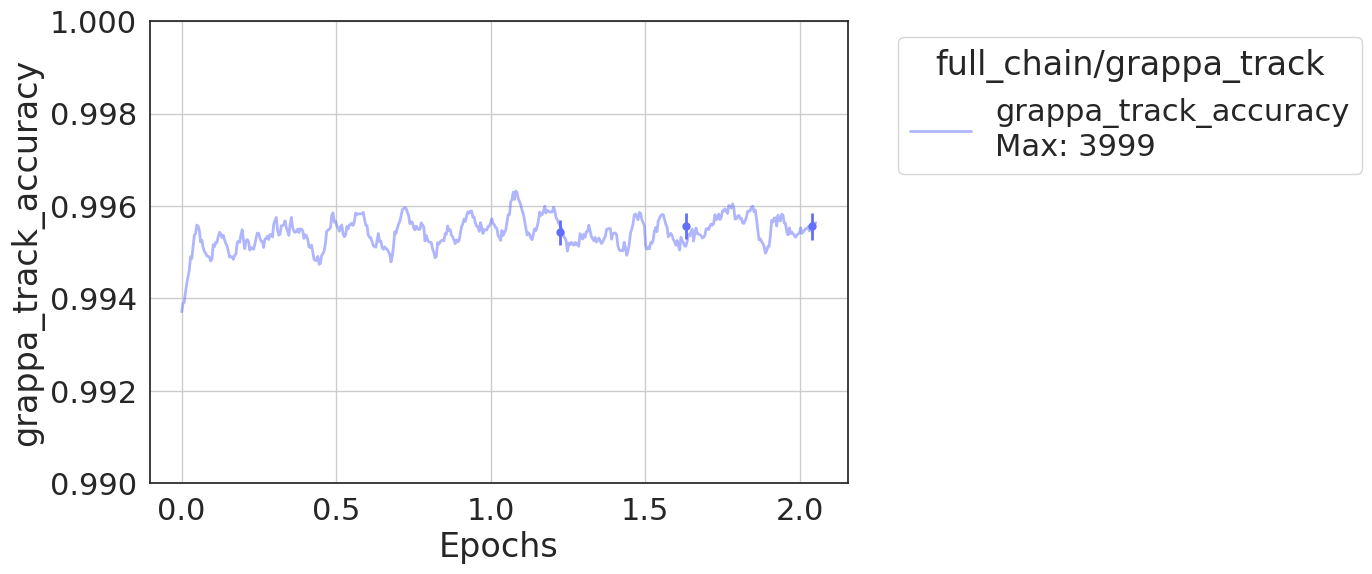 1.000
0.998
0.996
0.994
0.992
0.990
grappa_track_accuracy
0.0 0.5 1.0 1.5 2.0
Epochs
full_chain/grappa_track
grappa_track_accuracy
Max: 3999